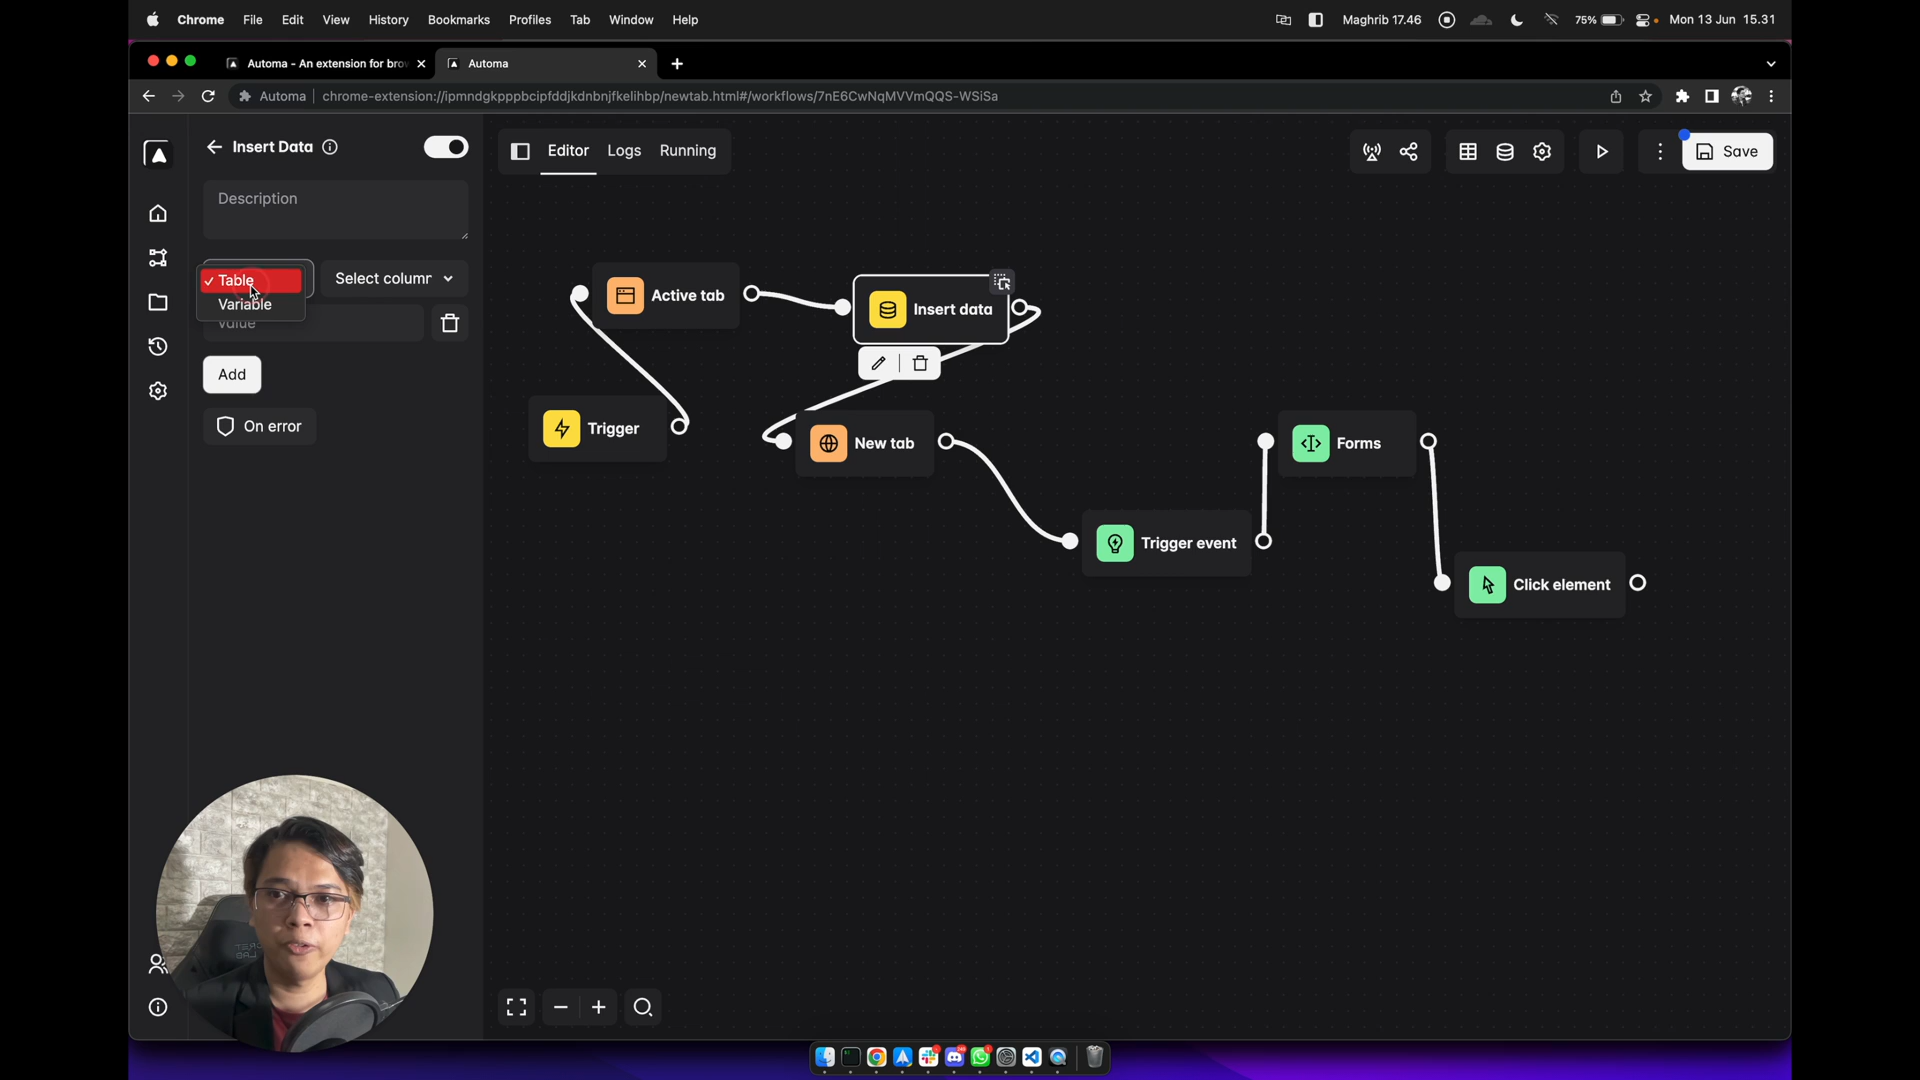 Chrome File Edit View History Bookmarks Profiles Tab Window Help
Maghrib 17.46 75% Mon 13 Jun 15.31
Automa - An extension for bro
Automa
Automa chrome-extension://ipmndgkpppbcipfddjkdnbnjfkelihbp/newtab.html#/workflows/7nE6CwNqMVVmQQS-WSiSa
Insert Data
Editor Logs Running
Save
Description
Table
Variable
Select column
Value
Add
On error
Active tab
Insert data
Trigger
New tab
Forms
Trigger event
Click element